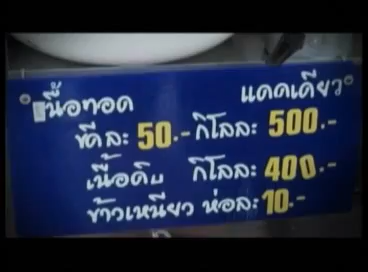 เนื้อทอด แดดเดียว
ขีดละ 50.- กิโลละ 500.-
เนื้อดิบ กิโลละ 400.-
ข้าวเหนียว ห่อละ 10.-